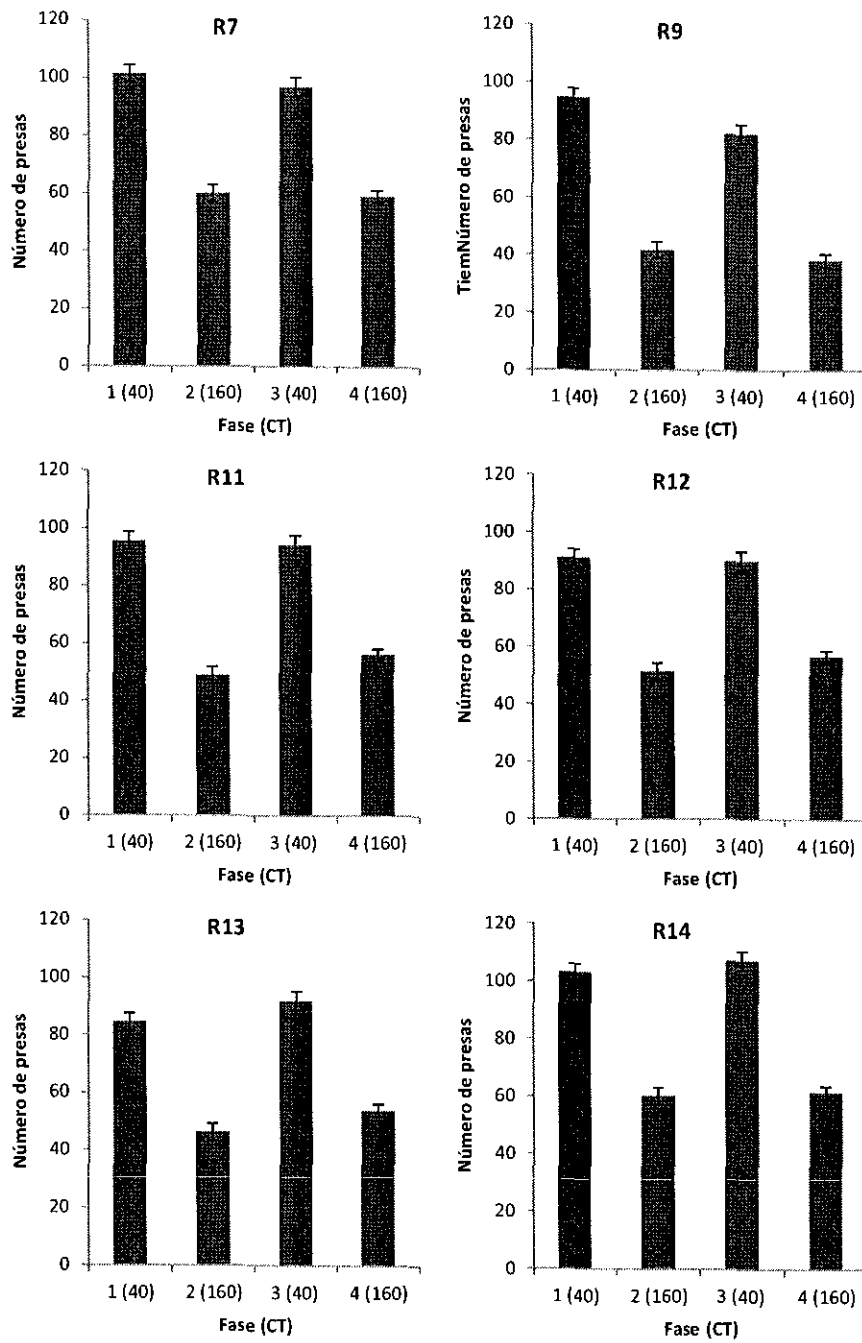 R7
Número de presas
120
100
80
60
40
20
0
1 (40) 2 (160) 3 (40) 4 (160)
Fase (CT)
R9
TiemNúmero de presas
120
100
80
60
40
20
0
1 (40) 2 (160) 3 (40) 4 (160)
Fase (CT)
R11
Número de presas
120
100
80
60
40
20
0
1 (40) 2 (160) 3 (40) 4 (160)
Fase (CT)
R12
Número de presas
120
100
80
60
40
20
0
1 (40) 2 (160) 3 (40) 4 (160)
Fase (CT)
R13
Número de presas
120
100
80
60
40
20
0
1 (40) 2 (160) 3 (40) 4 (160)
Fase (CT)
R14
Número de presas
120
100
80
60
40
20
0
1 (40) 2 (160) 3 (40) 4 (160)
Fase (CT)